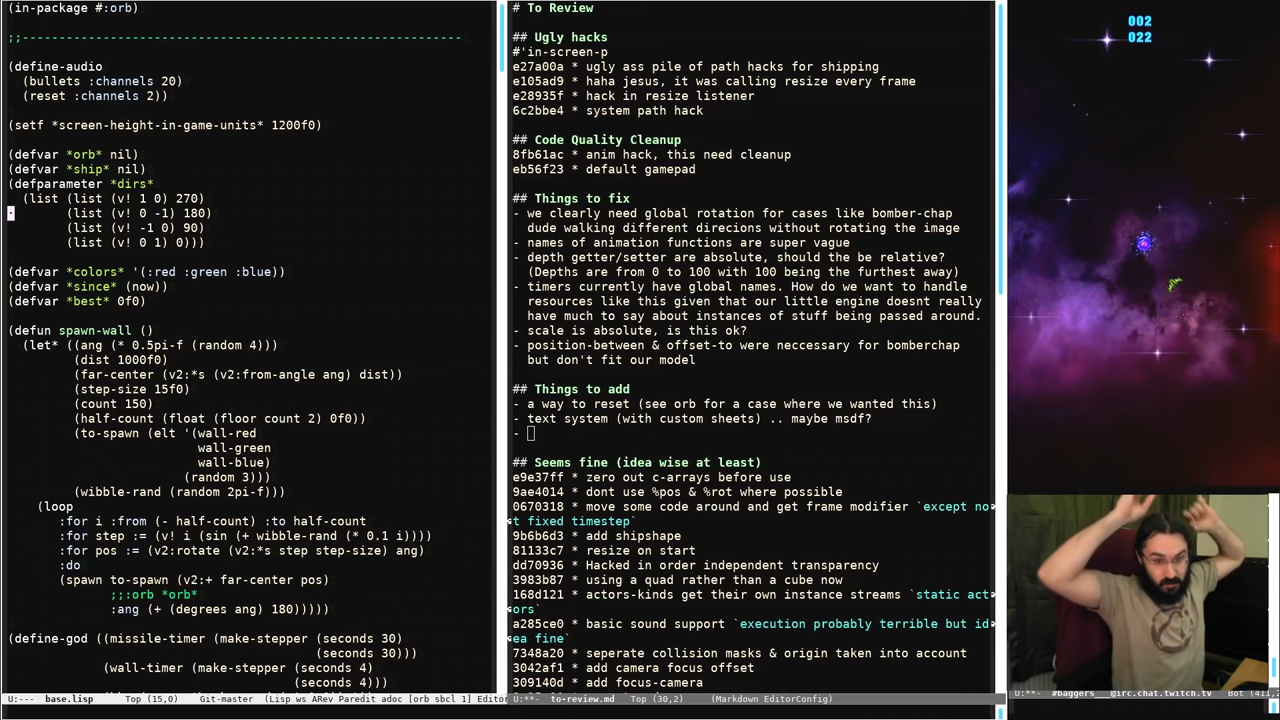 (in-package #:orb)
;;------------------------------------------------------------
(define-audio
(bullets :channels 20)
(reset :channels 2))
(setf *screen-height-in-game-units* 1200f0)
(defvar *orb* nil)
(defvar *ship* nil)
(defparameter *dirs*
(list (list (v! 1 0) 270)
(list (v! 0 -1) 180)
(list (v! -1 0) 90)
(list (v! 0 1) 0)))
(defvar *colors* '(:red :green :blue))
(defvar *since* (now))
(defvar *best* 0f0)
(defun spawn-wall ()
(let* ((ang (* 0.5pi-f (random 4)))
(dist 1000f0)
(far-center (v2:*s (v2:from-angle ang) dist))
(step-size 15f0)
(count 150)
(half-count (float (floor count 2) 0f0))
(to-spawn (elt '(wall-red
wall-green
wall-blue)
(random 3)))
(wibble-rand (random 2pi-f)))
(loop
:for i :from (- half-count) :to half-count
:for step := (v! i (sin (+ wibble-rand (* 0.1 i))))
:for pos := (v2:rotate (v2:*s step step-size) ang)
:do
(spawn to-spawn (v2:+ far-center pos)
;;:orb *orb*
:ang (+ (degrees ang) 180)))))
(define-god ((missile-timer (make-stepper (seconds 30)
(seconds 30)))
(wall-timer (make-stepper (seconds 4)
(seconds 4)))
U:--- base.lisp Top (15,0) Git-master (Lisp ws ARev Paredit adoc [orb sbcl 1] Editor
# To Review
## Ugly hacks
#'in-screen-p
e27a00a * ugly ass pile of path hacks for shipping
e105ad9 * haha jesus, it was calling resize every frame
e28935f * hack in resize listener
6c2bbe4 * system path hack
## Code Quality Cleanup
8fb61ac * anim hack, this need cleanup
eb56f23 * default gamepad
## Things to fix
- we clearly need global rotation for cases like bomber-chap
dude walking different direcions without rotating the image
- names of animation functions are super vague
- depth getter/setter are absolute, should the be relative?
(Depths are from 0 to 100 with 100 being the furthest away)
- timers currently have global names. How do we want to handle
resources like this given that our little engine doesnt really
have much to say about instances of stuff being passed around.
- scale is absolute, is this ok?
- position-between & offset-to were neccessary for bomberchap
but don't fit our model
## Things to add
- a way to reset (see orb for a case where we wanted this)
- text system (with custom sheets) .. maybe msdf?
-
## Seems fine (idea wise at least)
e9e37ff * zero out c-arrays before use
9ae4014 * dont use %pos & %rot where possible
0670318 * move some code around and get frame modifier `except no
t fixed timestep`
9b6b6d3 * add shipshape
81133c7 * resize on start
dd70936 * Hacked in order independent transparency
3983b87 * using a quad rather than a cube now
168d121 * actors-kinds get their own instance streams `static act
ors`
a285ce0 * basic sound support `execution probably terrible but id
ea fine`
7348a20 * seperate collision masks & origin taken into account
3042af1 * add camera focus offset
309140d * add focus-camera
U:**- to-review.md Top (30,2) (Markdown EditorConfig)
002
022
U:**- #baggers__@irc.chat.twitch.tv Bot (411,2